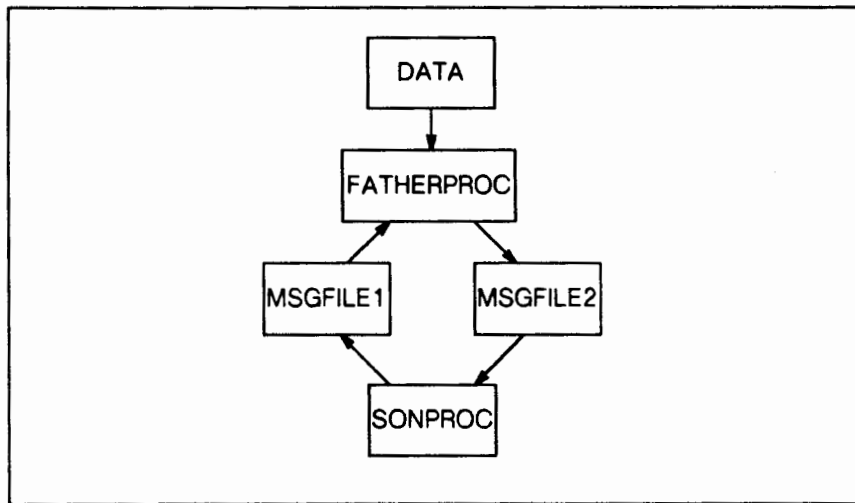 DATA
FATHERPROC
MSGFILE1
MSGFILE2
SONPROC